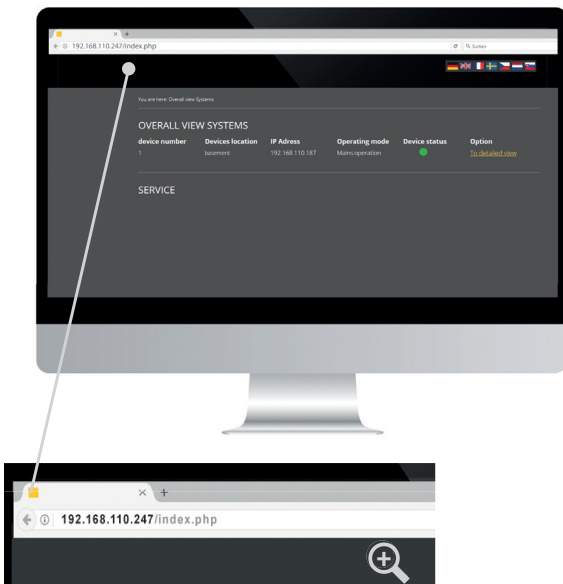 192.168.110.247/index.php
Suchen
You are here: Overall view Systems
OVERALL VIEW SYSTEMS
device number Devices location IP Adress Operating mode Device status Option
1 basement 192.168.110.187 Mains operation To detailed view
SERVICE
192.168.110.247/index.php